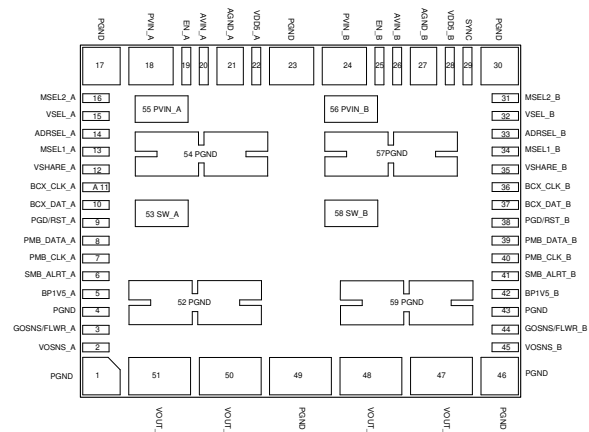 PGND PVIN_A EN_A AVIN_A AGND_A VDD5_A PGND PVIN_B EN_B AVIN_B AGND_B VDD5_B SYNC PGND
17 18 19 20 21 22 23 24 25 26 27 28 29 30
MSEL2_A 16 31 MSEL2_B
55 PVIN_A 56 PVIN_B
VSEL_A 15 32 VSEL_B
ADRSEL_A 14 33 ADRSEL_B
MSEL1_A 13 34 MSEL1_B
54 PGND 57PGND
VSHARE_A 12 35 VSHARE_B
BCX_CLK_A A 11 36 BCX_CLK_B
BCX_DAT_A 10 37 BCX_DAT_B
53 SW_A 58 SW_B
PGD/RST_A 9 38 PGD/RST_B
PMB_DATA_A 8 39 PMB_DATA_B
PMB_CLK_A 7 40 PMB_CLK_B
SMB_ALRT_A 6 41 SMB_ALRT_B
BP1V5_A 5 42 BP1V5_B
52 PGND 59 PGND
PGND 4 43 PGND
GOSNS/FLWR_A 3 44 GOSNS/FLWR_B
VOSNS_A 2 45 VOSNS_B
PGND 1 51 50 49 48 47 46 PGND
VOUT_ VOUT_ PGND VOUT_ VOUT_ PGND